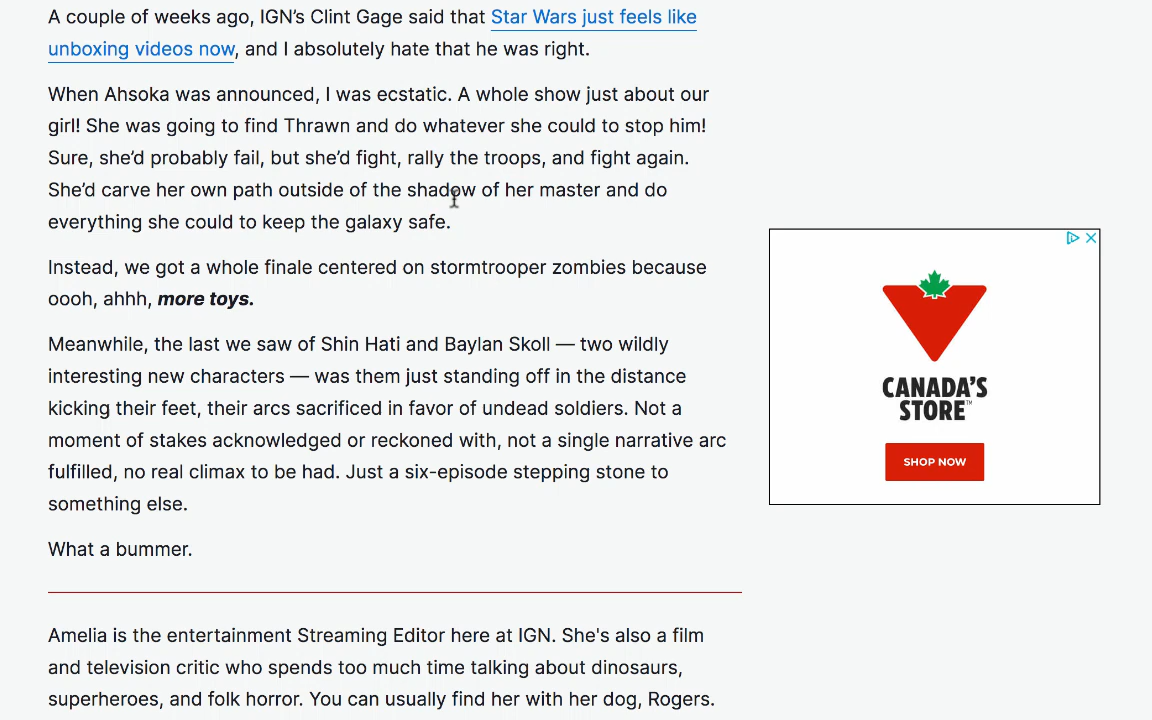 A couple of weeks ago, IGN’s Clint Gage said that Star Wars just feels like
unboxing videos now, and I absolutely hate that he was right.
When Ahsoka was announced, I was ecstatic. A whole show just about our
girl! She was going to find Thrawn and do whatever she could to stop him!
Sure, she’d probably fail, but she’d fight, rally the troops, and fight again.
She’d carve her own path outside of the shadow of her master and do
everything she could to keep the galaxy safe.
Instead, we got a whole finale centered on stormtrooper zombies because
oooh, ahhh, more toys.
Meanwhile, the last we saw of Shin Hati and Baylan Skoll — two wildly
interesting new characters — was them just standing off in the distance
kicking their feet, their arcs sacrificed in favor of undead soldiers. Not a
moment of stakes acknowledged or reckoned with, not a single narrative arc
fulfilled, no real climax to be had. Just a six-episode stepping stone to
something else.
What a bummer.
Amelia is the entertainment Streaming Editor here at IGN. She's also a film
and television critic who spends too much time talking about dinosaurs,
superheroes, and folk horror. You can usually find her with her dog, Rogers.
CANADA'S
STORE™
SHOP NOW